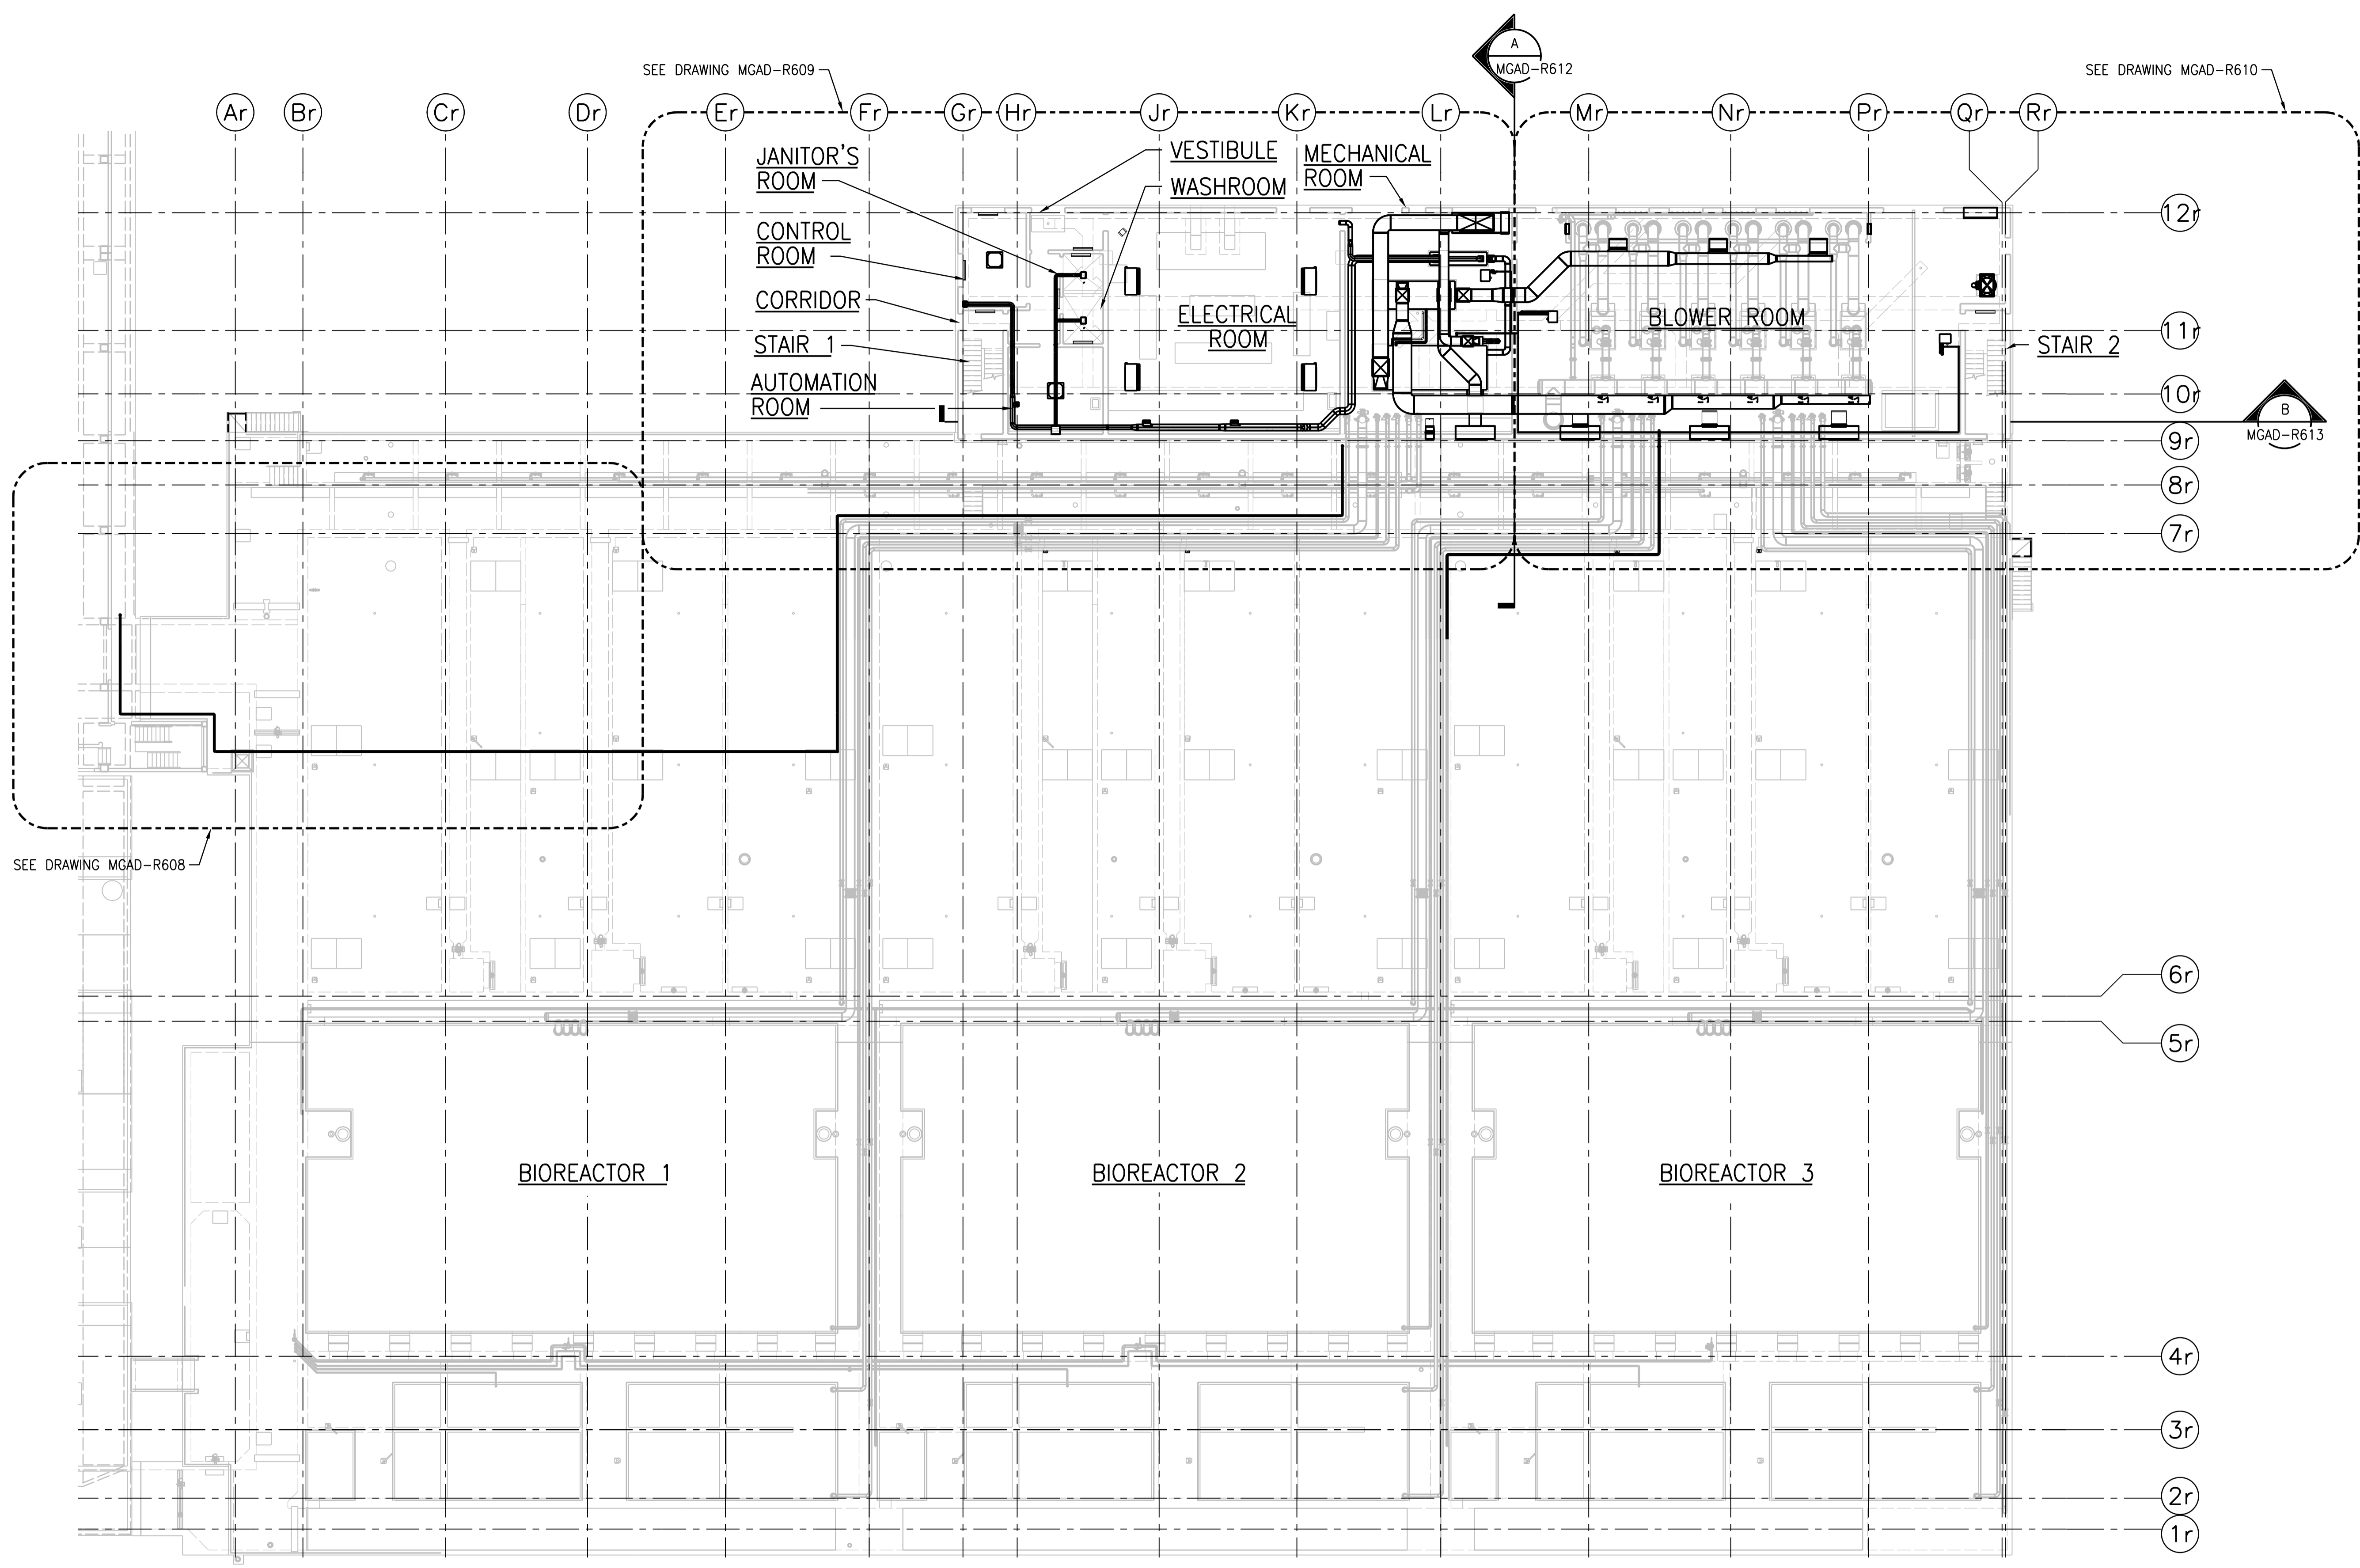 A
MGAD-R612
SEE DRAWING MGAD-R609
SEE DRAWING MGAD-R610
Ar
Br
Cr
Dr
Er
Fr
Gr
Hr
Jr
Kr
Lr
Mr
Nr
Pr
Qr
Rr
JANITOR'S
ROOM
VESTIBULE
MECHANICAL
ROOM
WASHROOM
CONTROL
ROOM
CORRIDOR
STAIR 1
AUTOMATION
ROOM
ELECTRICAL
ROOM
BLOWER ROOM
STAIR 2
12r
11r
10r
B
MGAD-R613
9r
8r
7r
SEE DRAWING MGAD-R608
6r
5r
BIOREACTOR 1
BIOREACTOR 2
BIOREACTOR 3
4r
3r
2r
1r